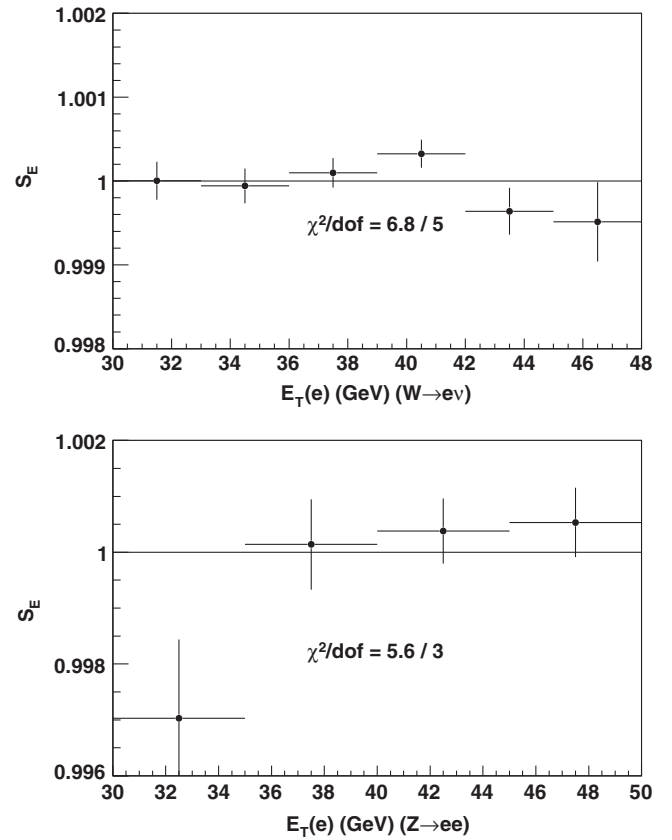 1.002
1.001
1
0.999
0.998
S_E
χ²/dof = 6.8 / 5
30 32 34 36 38 40 42 44 46 48
E_T(e) (GeV) (W→eν)
1.002
1
0.998
0.996
S_E
χ²/dof = 5.6 / 3
30 32 34 36 38 40 42 44 46 48 50
E_T(e) (GeV) (Z→ee)